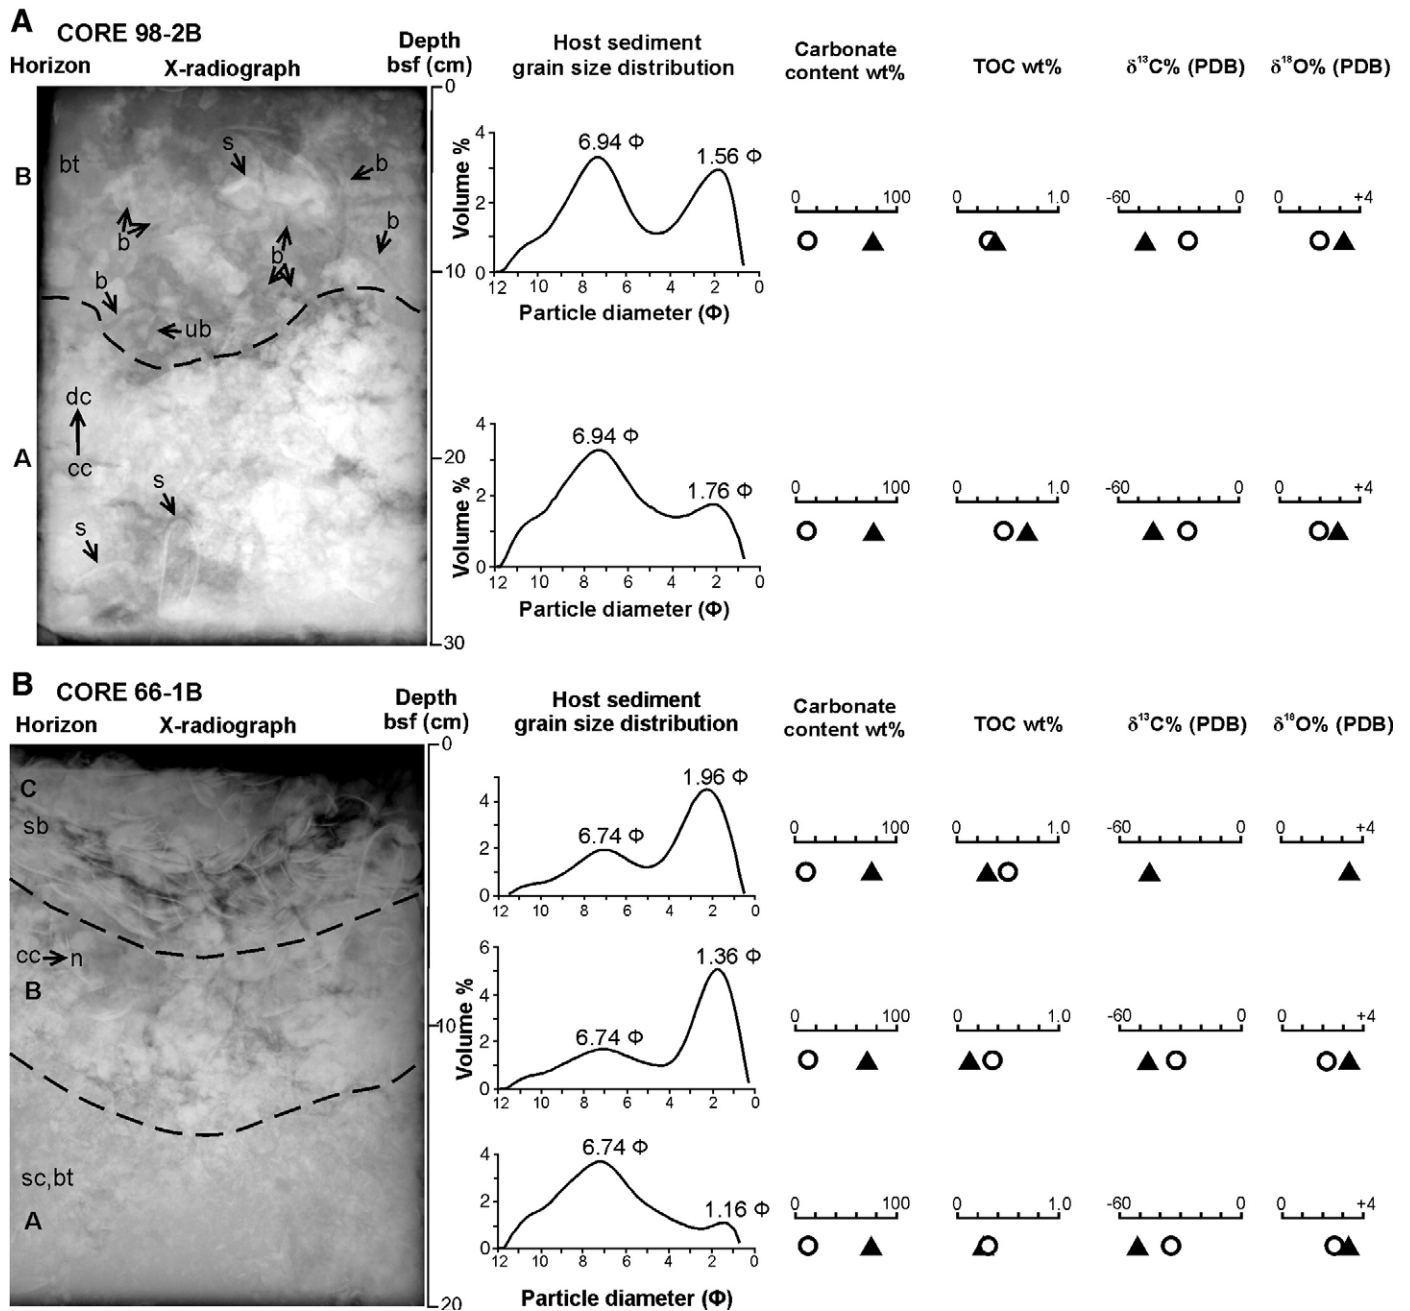 A
CORE 98-2B
Horizon
X-radiograph
Depth
bsf (cm)
Host sediment
grain size distribution
Carbonate
content wt%
TOC wt%
δ¹³C% (PDB)
δ¹⁸O% (PDB)
0
10
20
30
B
bt
s
b
b
b
b
b
ub
A
dc
cc
s
s
Volume %
4
2
0
6.94 Φ
1.56 Φ
12 10 8 6 4 2 0
Particle diameter (Φ)
0 100
0 1.0
-60 0
0 +4
Volume %
4
2
0
6.94 Φ
1.76 Φ
12 10 8 6 4 2 0
Particle diameter (Φ)
0 100
0 1.0
-60 0
0 +4
B
CORE 66-1B
Horizon
X-radiograph
Depth
bsf (cm)
Host sediment
grain size distribution
Carbonate
content wt%
TOC wt%
δ¹³C% (PDB)
δ¹⁸O% (PDB)
0
10
20
C
sb
cc n
B
sc,bt
A
4
2
0
6.74 Φ
1.96 Φ
12 10 8 6 4 2 0
0 100
0 1.0
-60 0
0 +4
Volume %
6
4
2
0
6.74 Φ
1.36 Φ
12 10 8 6 4 2 0
0 100
0 1.0
-60 0
0 +4
4
2
0
6.74 Φ
1.16 Φ
12 10 8 6 4 2 0
Particle diameter (Φ)
0 100
0 1.0
-60 0
0 +4